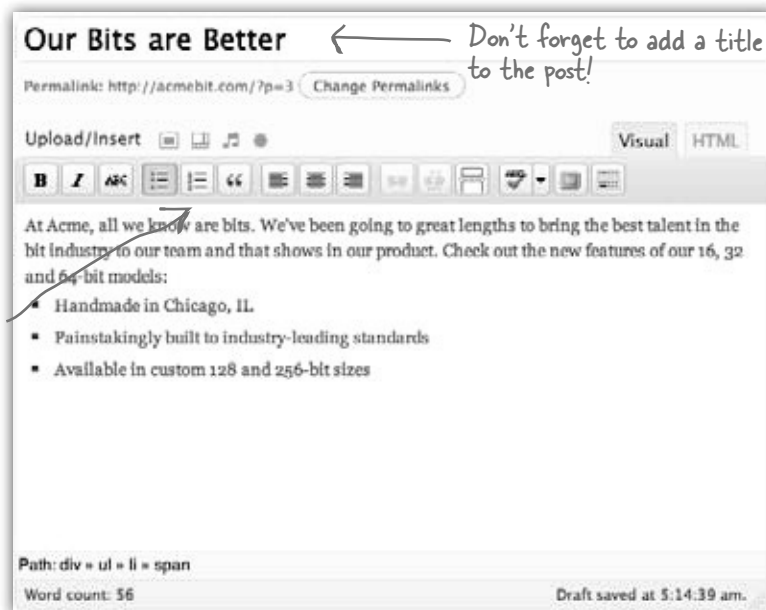 Our Bits are Better
Don't forget to add a title
to the post!
Permalink: http://acmebit.com/?p=3 Change Permalinks
Upload/Insert
Visual HTML
B I ABC
At Acme, all we know are bits. We've been going to great lengths to bring the best talent in the
bit industry to our team and that shows in our product. Check out the new features of our 16, 32
and 64-bit models:
▪ Handmade in Chicago, IL
▪ Painstakingly built to industry-leading standards
▪ Available in custom 128 and 256-bit sizes
Path: div » ul » li » span
Word count: 56 Draft saved at 5:14:39 am.